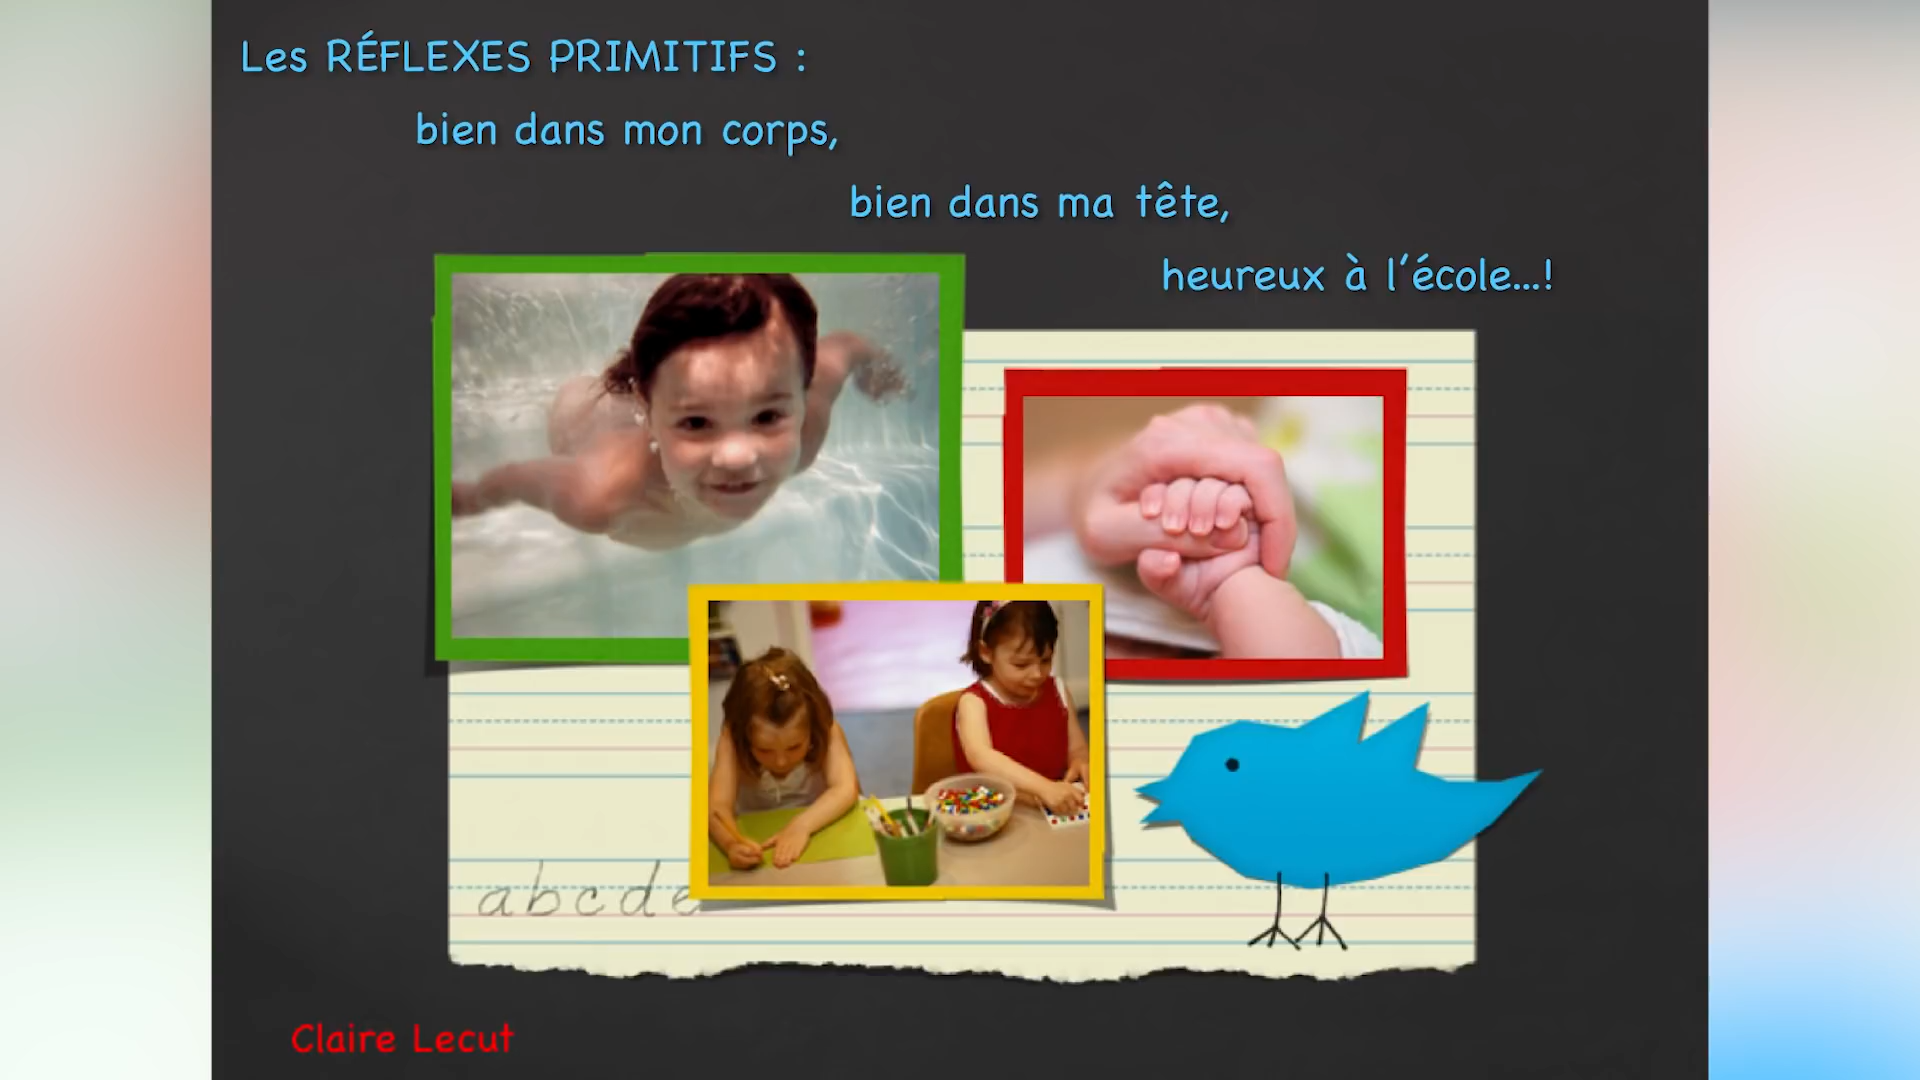 Les RÉFLEXES PRIMITIFS :
bien dans mon corps,
bien dans ma tête,
heureux à l'école...!
abcde
Claire Lecut